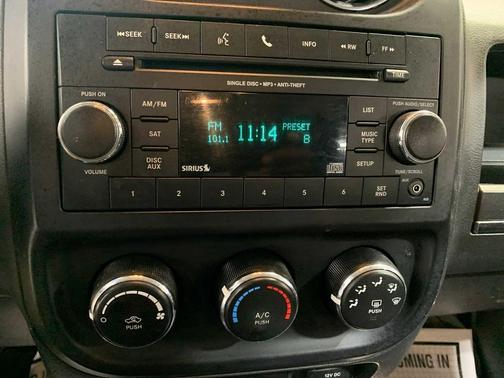 |<<SEEK SEEK>>| INFO << RW FF >>
TIME
SINGLE DISC • MP3 • ANTI-THEFT
PUSH ON
VOLUME
AM/FM
SAT
DISC AUX
FM
101.1
11:14
PRESET
8
SIRIUS
LIST
MUSIC TYPE
SETUP
PUSH AUDIO/SELECT
TUNE/SCROLL
1 2 3 4 5 6 SET RND
AUX
O PUSH
A/C PUSH
PUSH
12V DC
COMING IN